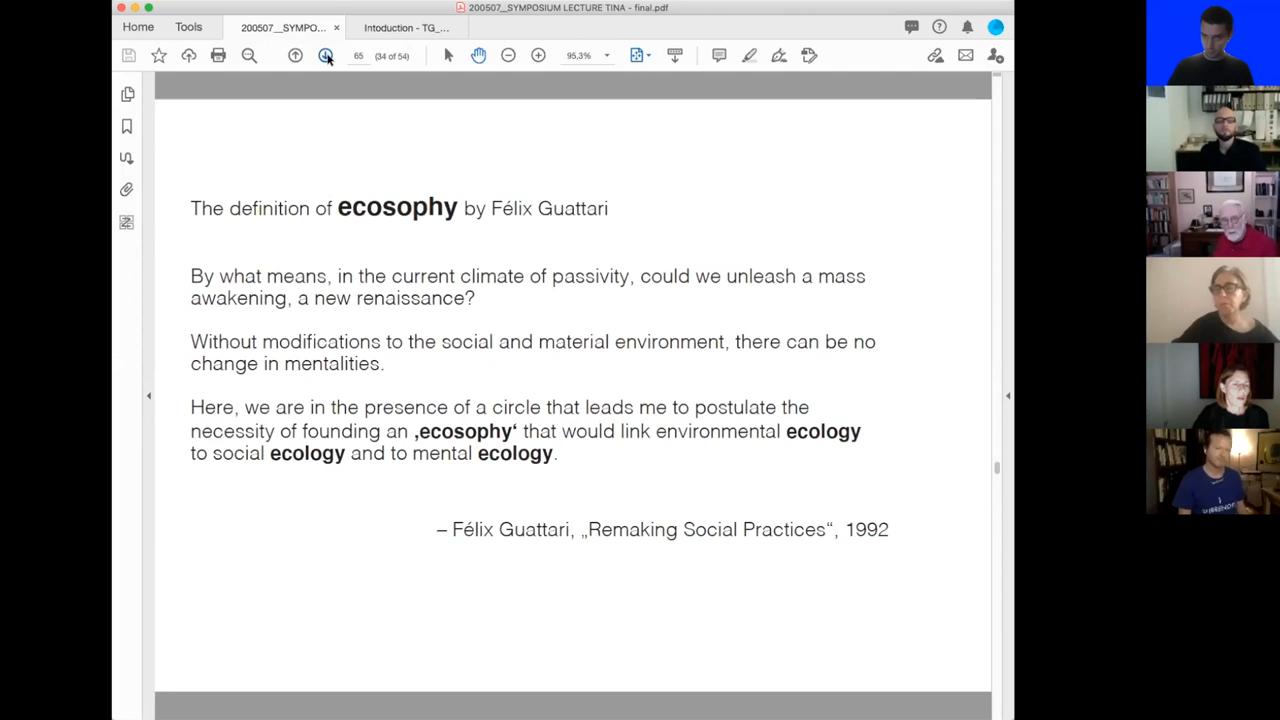 200507__SYMPOSIUM LECTURE TINA - final.pdf
Home Tools 200507__SYMPO... × Intoduction - TG_...
65 (34 of 54) 95,3%
The definition of ecosophy by Félix Guattari
By what means, in the current climate of passivity, could we unleash a mass
awakening, a new renaissance?
Without modifications to the social and material environment, there can be no
change in mentalities.
Here, we are in the presence of a circle that leads me to postulate the
necessity of founding an ‚ecosophy‘ that would link environmental ecology
to social ecology and to mental ecology.
– Félix Guattari, „Remaking Social Practices“, 1992